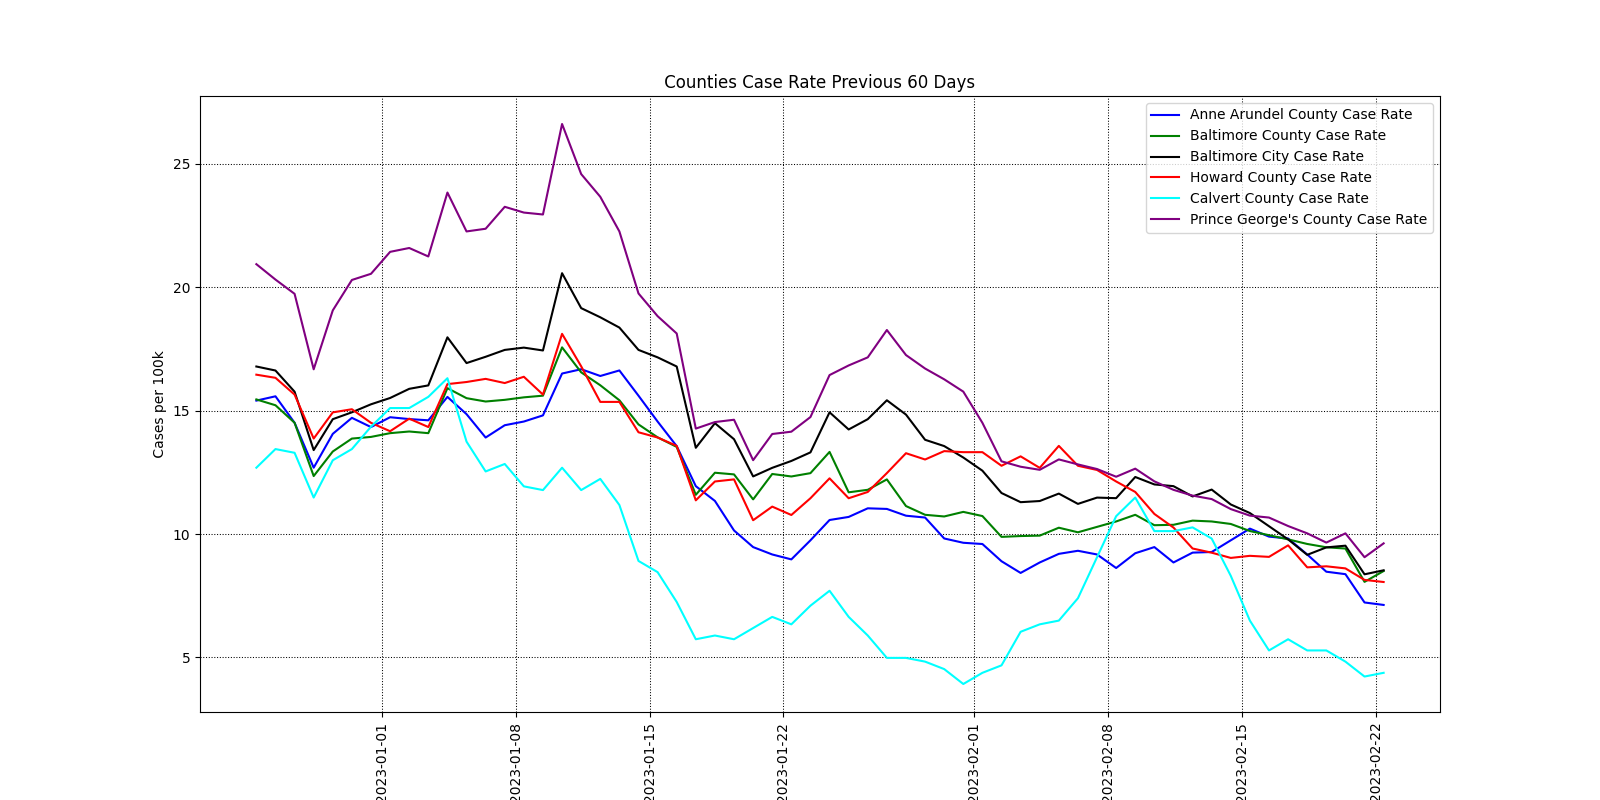 Counties Case Rate Previous 60 Days
Anne Arundel County Case Rate
Baltimore County Case Rate
Baltimore City Case Rate
Howard County Case Rate
Calvert County Case Rate
Prince George's County Case Rate
Cases per 100k
25
20
15
10
5
2023-01-01
2023-01-08
2023-01-15
2023-01-22
2023-02-01
2023-02-08
2023-02-15
2023-02-22